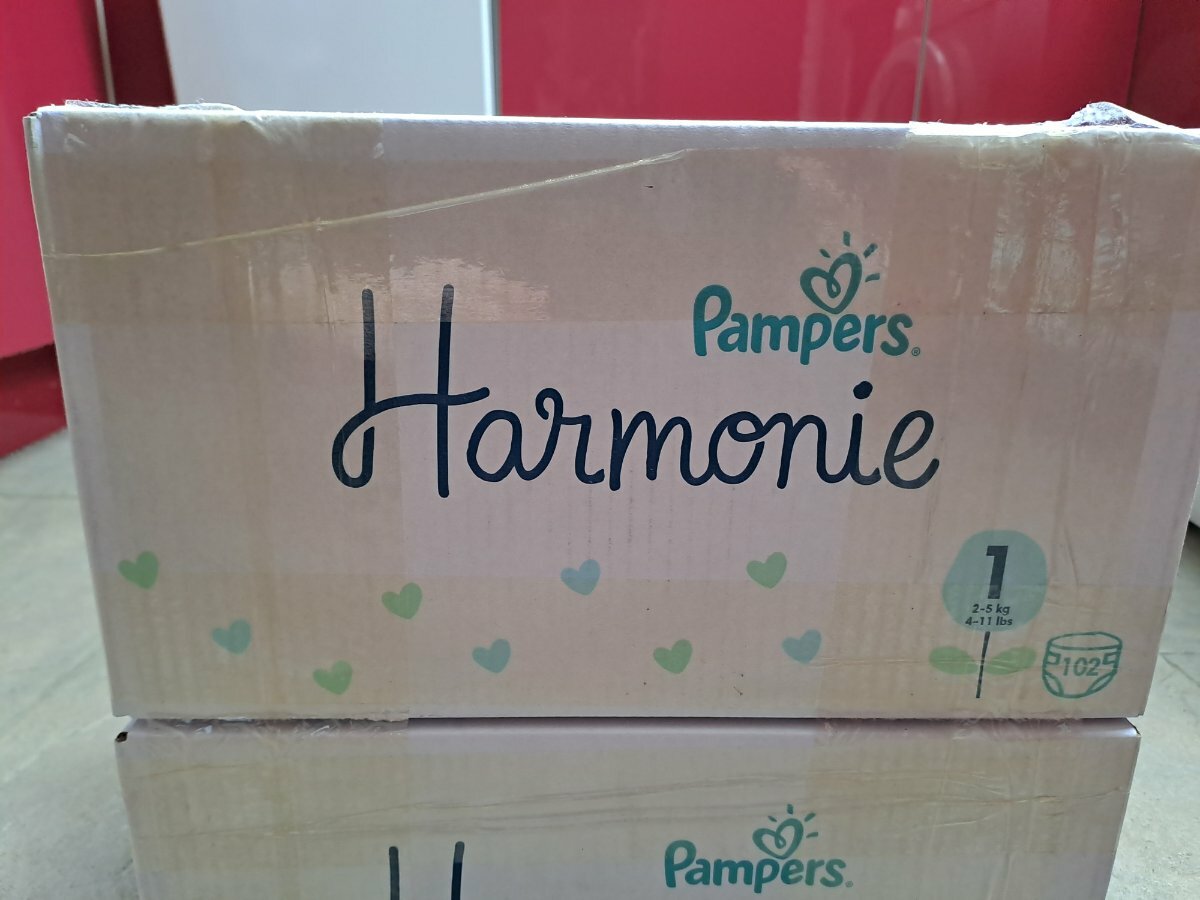 Pampers®
Harmonie
1
2-5 kg
4-11 lbs
102
Pampers®